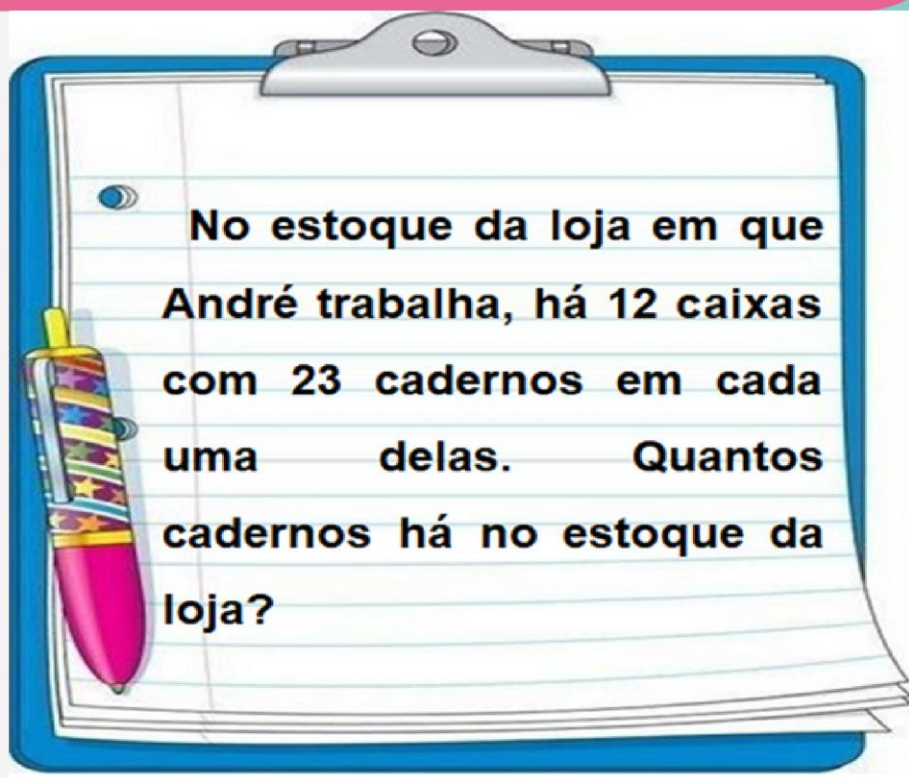 No estoque da loja em que
André trabalha, há 12 caixas
com 23 cadernos em cada
uma delas. Quantos
cadernos há no estoque da
loja?